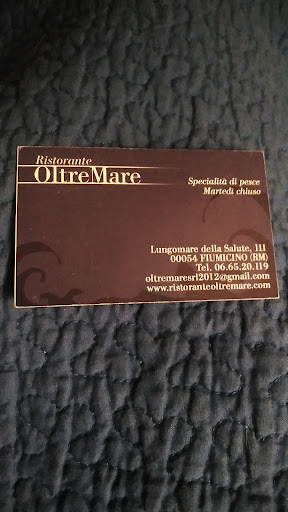 Ristorante
OltreMare
Specialità di pesce
Martedì chiuso
Lungomare della Salute, 111
00054 FIUMICINO (RM)
Tel. 06.65.20.119
oltremaresrl2012@gmail.com
www.ristoranteoltremare.com